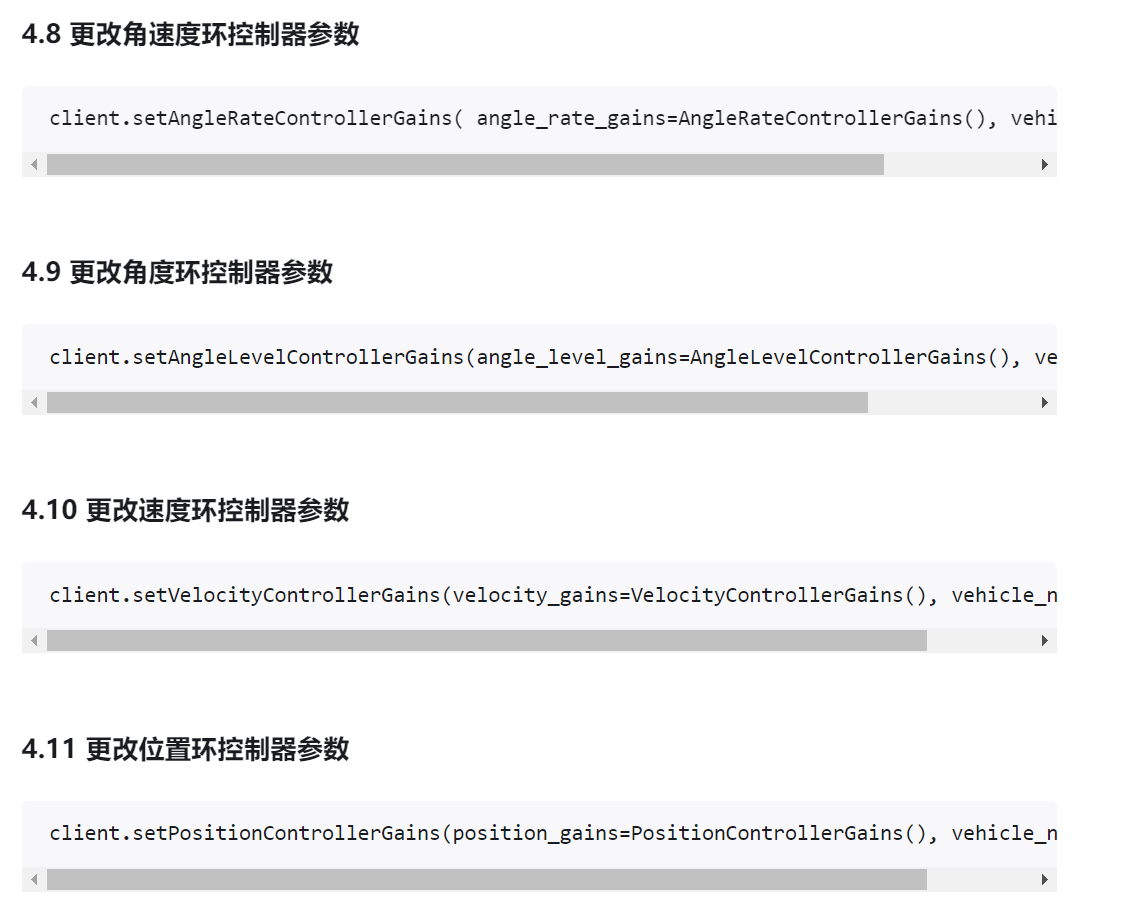 4.8 更改角速度环控制器参数
client.setAngleRateControllerGains( angle_rate_gains=AngleRateControllerGains(), vehi
4.9 更改角度环控制器参数
client.setAngleLevelControllerGains(angle_level_gains=AngleLevelControllerGains(), ve
4.10 更改速度环控制器参数
client.setVelocityControllerGains(velocity_gains=VelocityControllerGains(), vehicle_n
4.11 更改位置环控制器参数
client.setPositionControllerGains(position_gains=PositionControllerGains(), vehicle_n